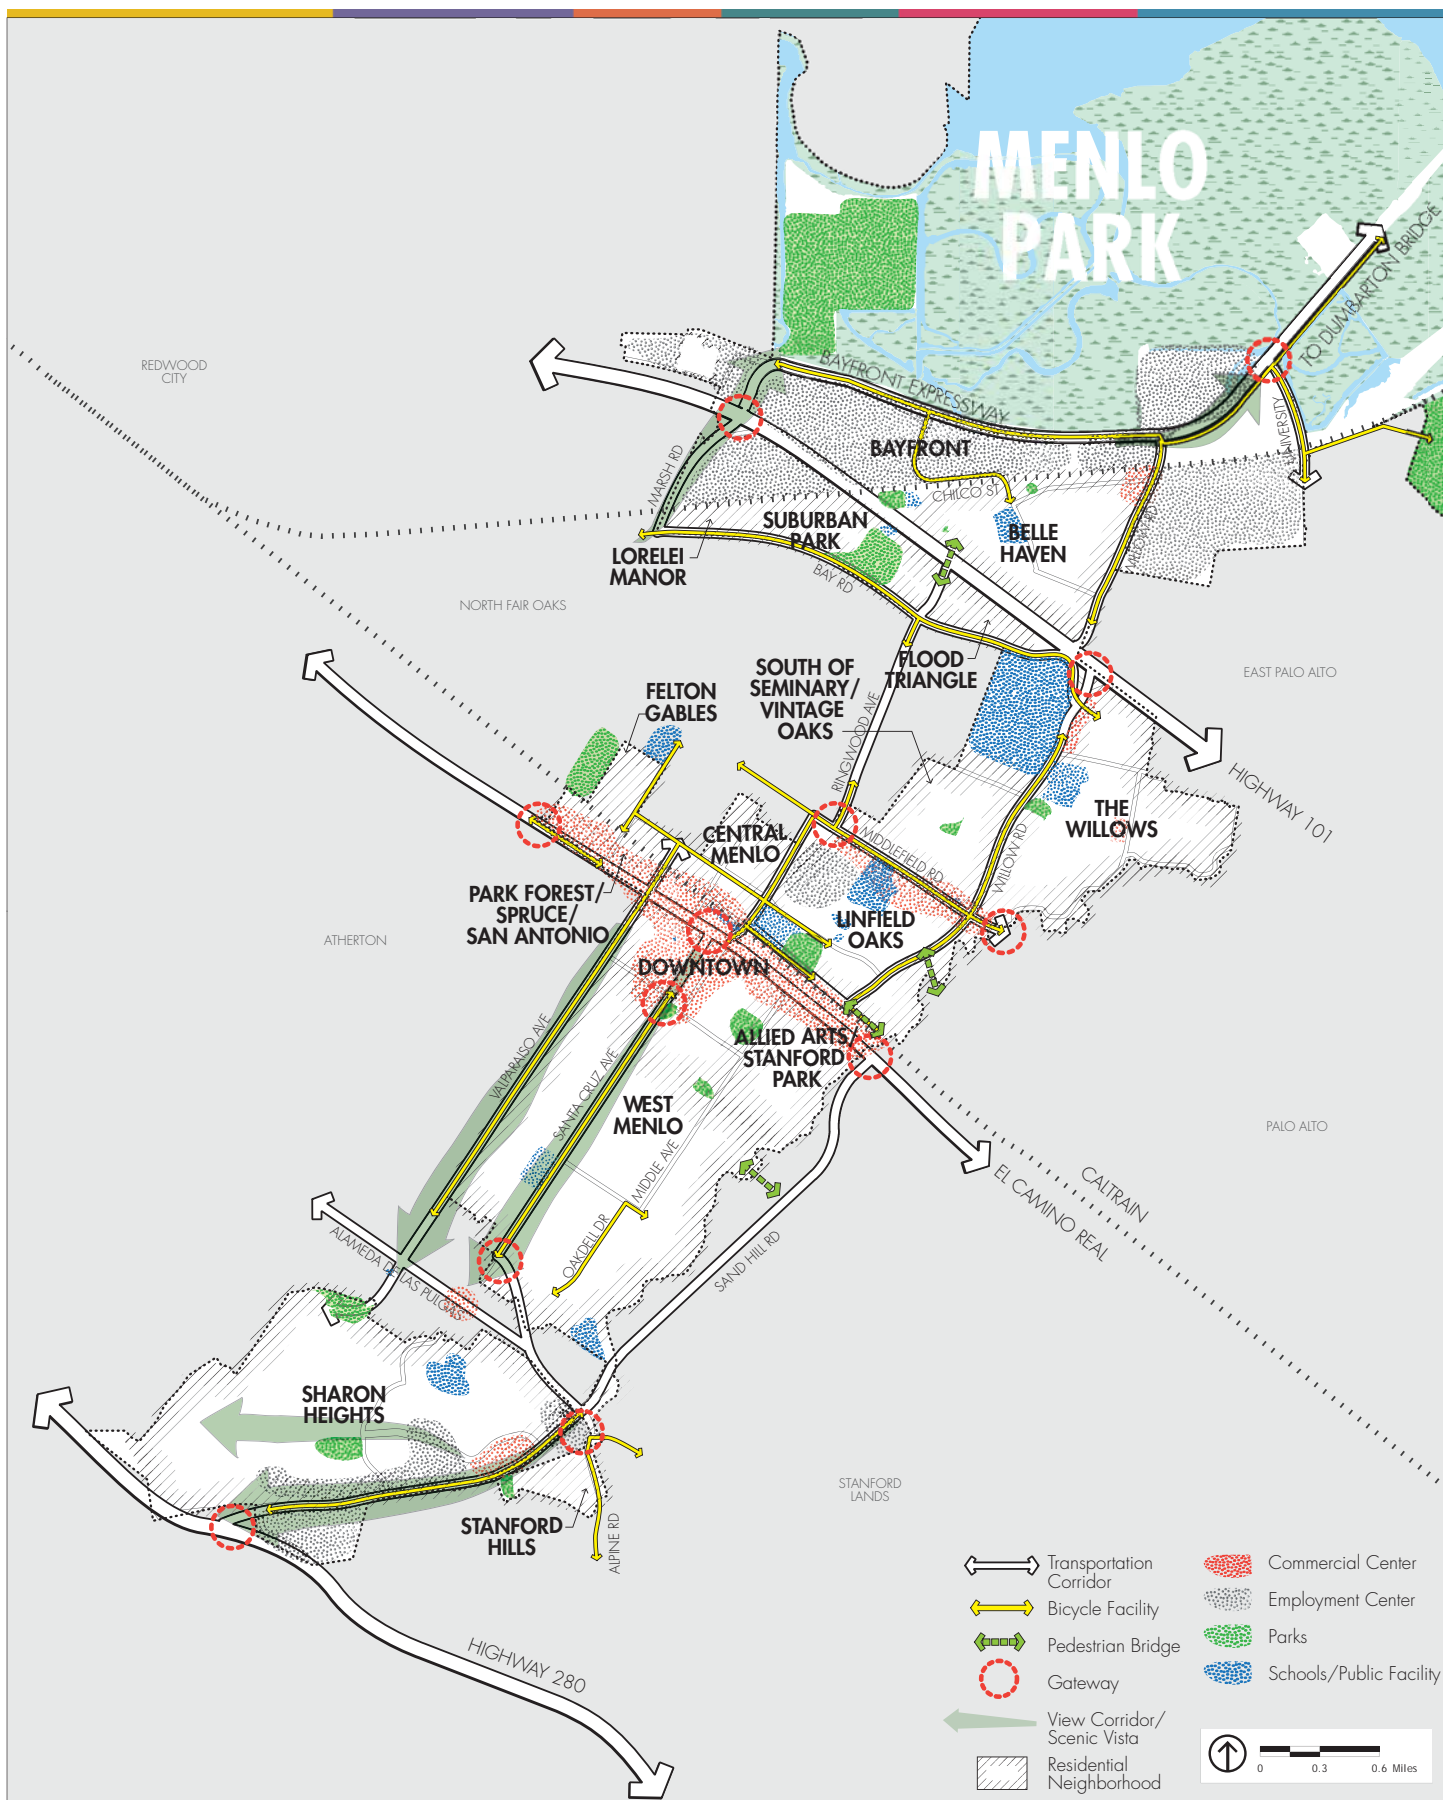 MENLO
PARK
TO DUMBARTON BRIDGE
REDWOOD
CITY
BAYFRONT EXPRESSWAY
UNIVERSITY
BAYFRONT
MARSH RD
CHILCO ST
SUBURBAN
PARK
BELLE
HAVEN
WILLOW RD
LORELEI
MANOR
BAY RD
NORTH FAIR OAKS
FLOOD
TRIANGLE
SOUTH OF
SEMINARY/
VINTAGE
OAKS
EAST PALO ALTO
FELTON
GABLES
RINGWOOD AVE
HIGHWAY 101
THE
WILLOWS
CENTRAL
MENLO
MIDDLEFIELD RD
WILLOW RD
PARK FOREST/
SPRUCE/
SAN ANTONIO
LINFIELD
OAKS
ATHERTON
DOWNTOWN
VALPARAISO AVE
SANTA CRUZ AVE
ALLIED ARTS/
STANFORD
PARK
WEST
MENLO
MIDDLE AVE
PALO ALTO
CALTRAIN
EL CAMINO REAL
OAKDELL DR
SAND HILL RD
ALAMEDA DE LAS PULGAS
SHARON
HEIGHTS
STANFORD
LANDS
STANFORD
HILLS
ALPINE RD
HIGHWAY 280
Transportation
Corridor
Bicycle Facility
Pedestrian Bridge
Gateway
View Corridor/
Scenic Vista
Residential
Neighborhood
Commercial Center
Employment Center
Parks
Schools/Public Facility
0 0.3 0.6 Miles